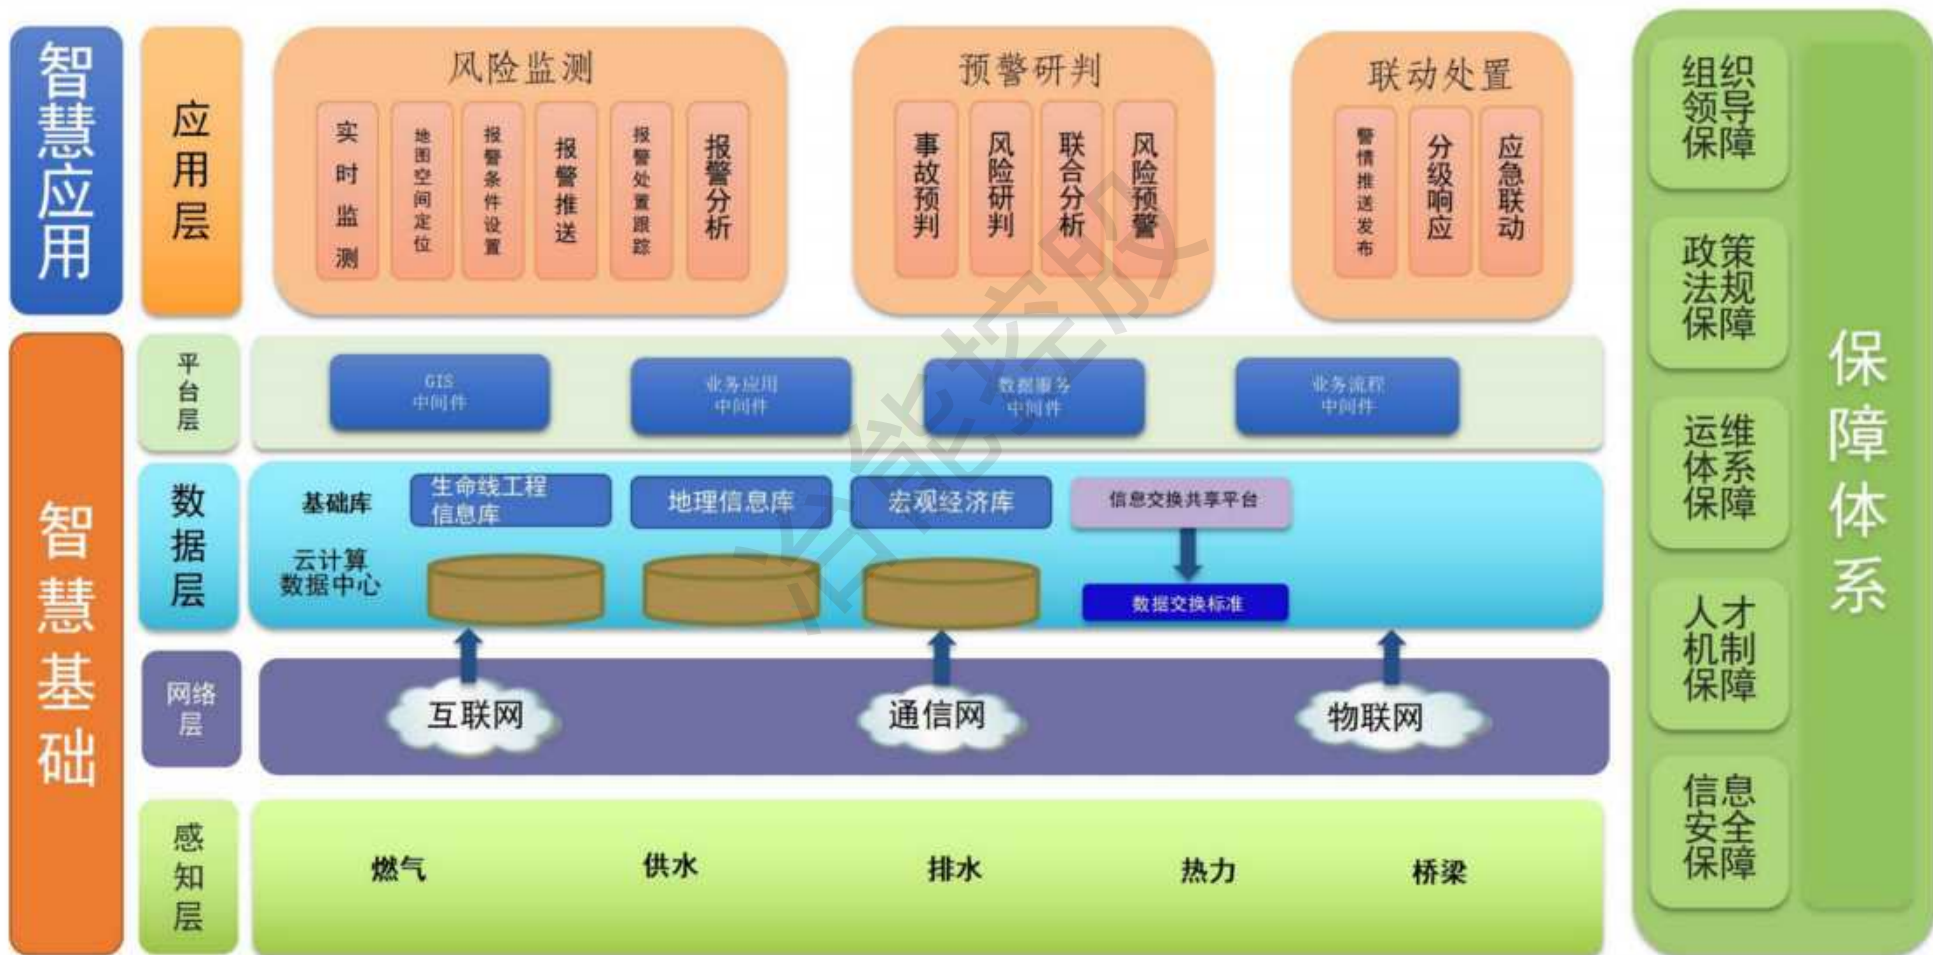 智慧应用
应用层
风险监测
实时监测
地图空间定位
报警条件设置
报警推送
报警处置跟踪
报警分析
预警研判
事故预判
风险研判
联合分析
风险预警
联动处置
警情推送发布
分级响应
应急联动
智慧基础
平台层
GIS
中间件
业务应用
中间件
数据服务
中间件
业务流程
中间件
数据层
基础库
生命线工程
信息库
地理信息库
宏观经济库
信息交换共享平台
云计算
数据中心
数据交换标准
网络
层
互联网
通信网
物联网
感知层
燃气
供水
排水
热力
桥梁
组织
领导
保障
政策
法规
保障
运维
体系
保障
人才
机制
保障
信息
安全
保障
保障体系
冶能控股